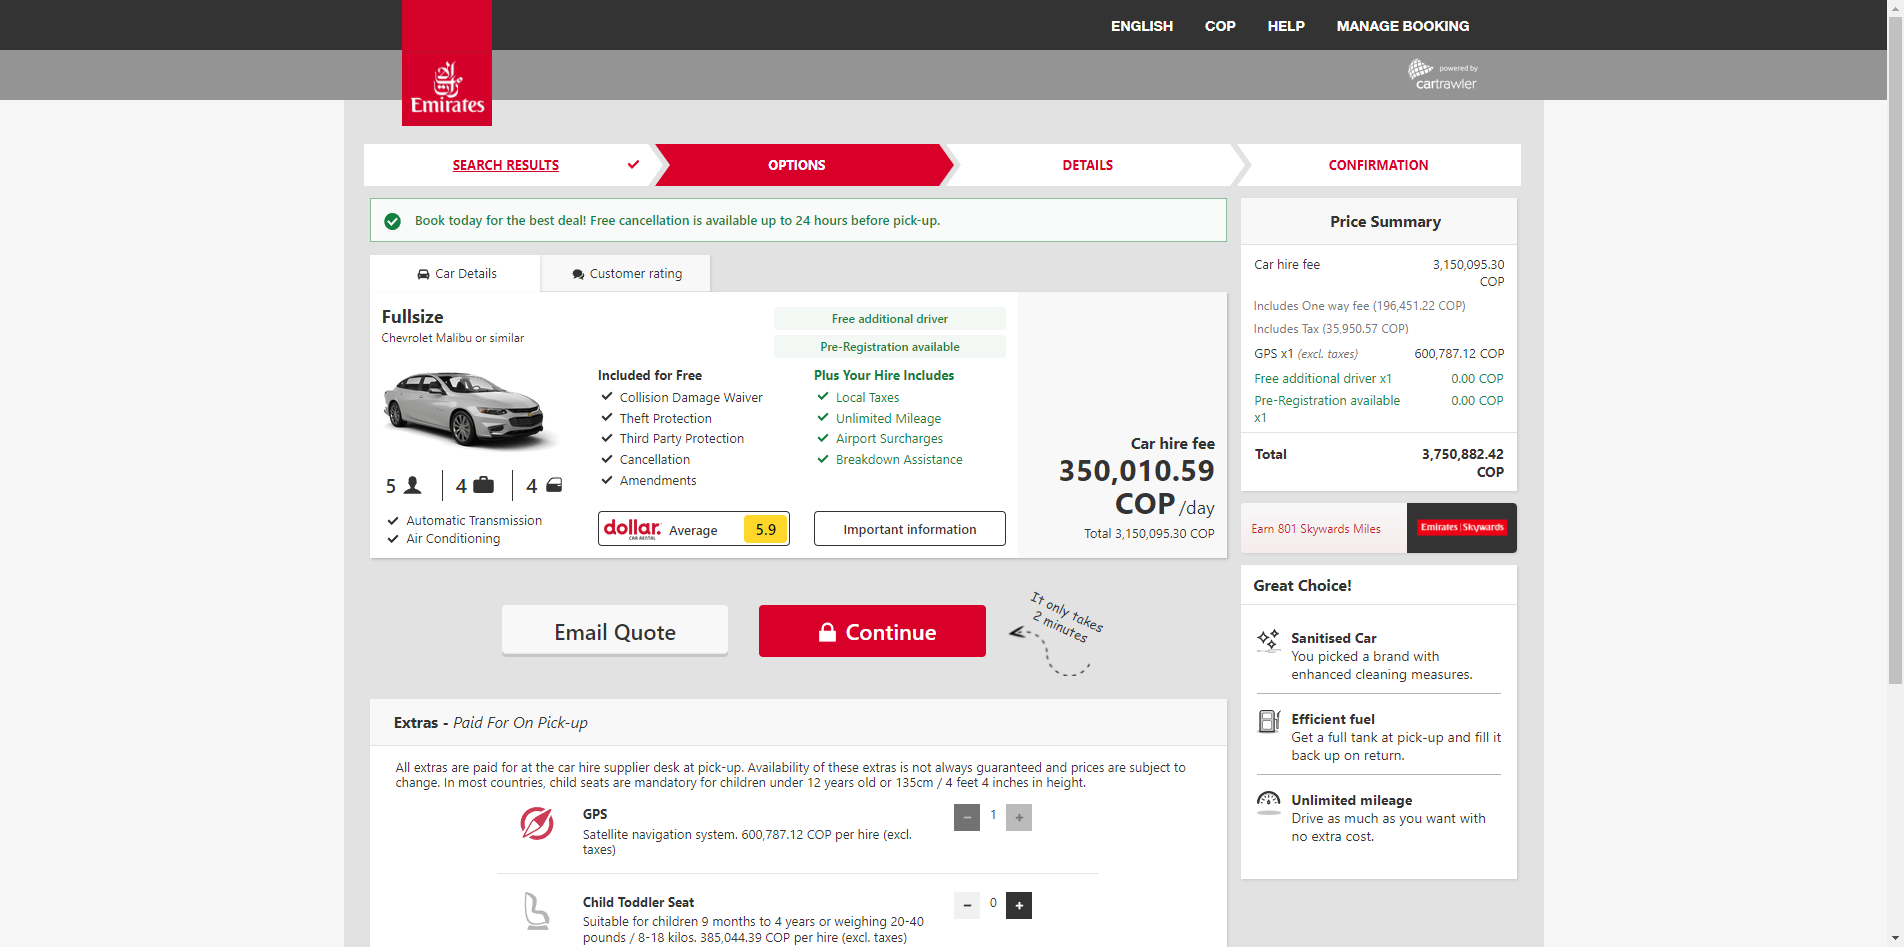 ENGLISH COP HELP MANAGE BOOKING
Emirates
powered by
cartrawler
SEARCH RESULTS
OPTIONS
DETAILS
CONFIRMATION
Book today for the best deal! Free cancellation is available up to 24 hours before pick-up.
Car Details
Customer rating
Fullsize
Chevrolet Malibu or similar
5
4
4
Automatic Transmission
Air Conditioning
Free additional driver
Pre-Registration available
Included for Free
Collision Damage Waiver
Theft Protection
Third Party Protection
Cancellation
Amendments
dollar.
CAR RENTAL
Average
5.9
Plus Your Hire Includes
Local Taxes
Unlimited Mileage
Airport Surcharges
Breakdown Assistance
Important information
Car hire fee
350,010.59
COP /day
Total 3,150,095.30 COP
Email Quote
Continue
It only takes
2 minutes
Extras - Paid For On Pick-up
All extras are paid for at the car hire supplier desk at pick-up. Availability of these extras is not always guaranteed and prices are subject to
change. In most countries, child seats are mandatory for children under 12 years old or 135cm / 4 feet 4 inches in height.
GPS
Satellite navigation system. 600,787.12 COP per hire (excl.
taxes)
− 1 +
Child Toddler Seat
Suitable for children 9 months to 4 years or weighing 20-40
pounds / 8-18 kilos. 385,044.39 COP per hire (excl. taxes)
− 0 +
Price Summary
Car hire fee 3,150,095.30
COP
Includes One way fee (196,451.22 COP)
Includes Tax (35,950.57 COP)
GPS x1 (excl. taxes) 600,787.12 COP
Free additional driver x1 0.00 COP
Pre-Registration available 0.00 COP
x1
Total 3,750,882.42
COP
Earn 801 Skywards Miles
Emirates | Skywards
Great Choice!
Sanitised Car
You picked a brand with
enhanced cleaning measures.
Efficient fuel
Get a full tank at pick-up and fill it
back up on return.
Unlimited mileage
Drive as much as you want with
no extra cost.